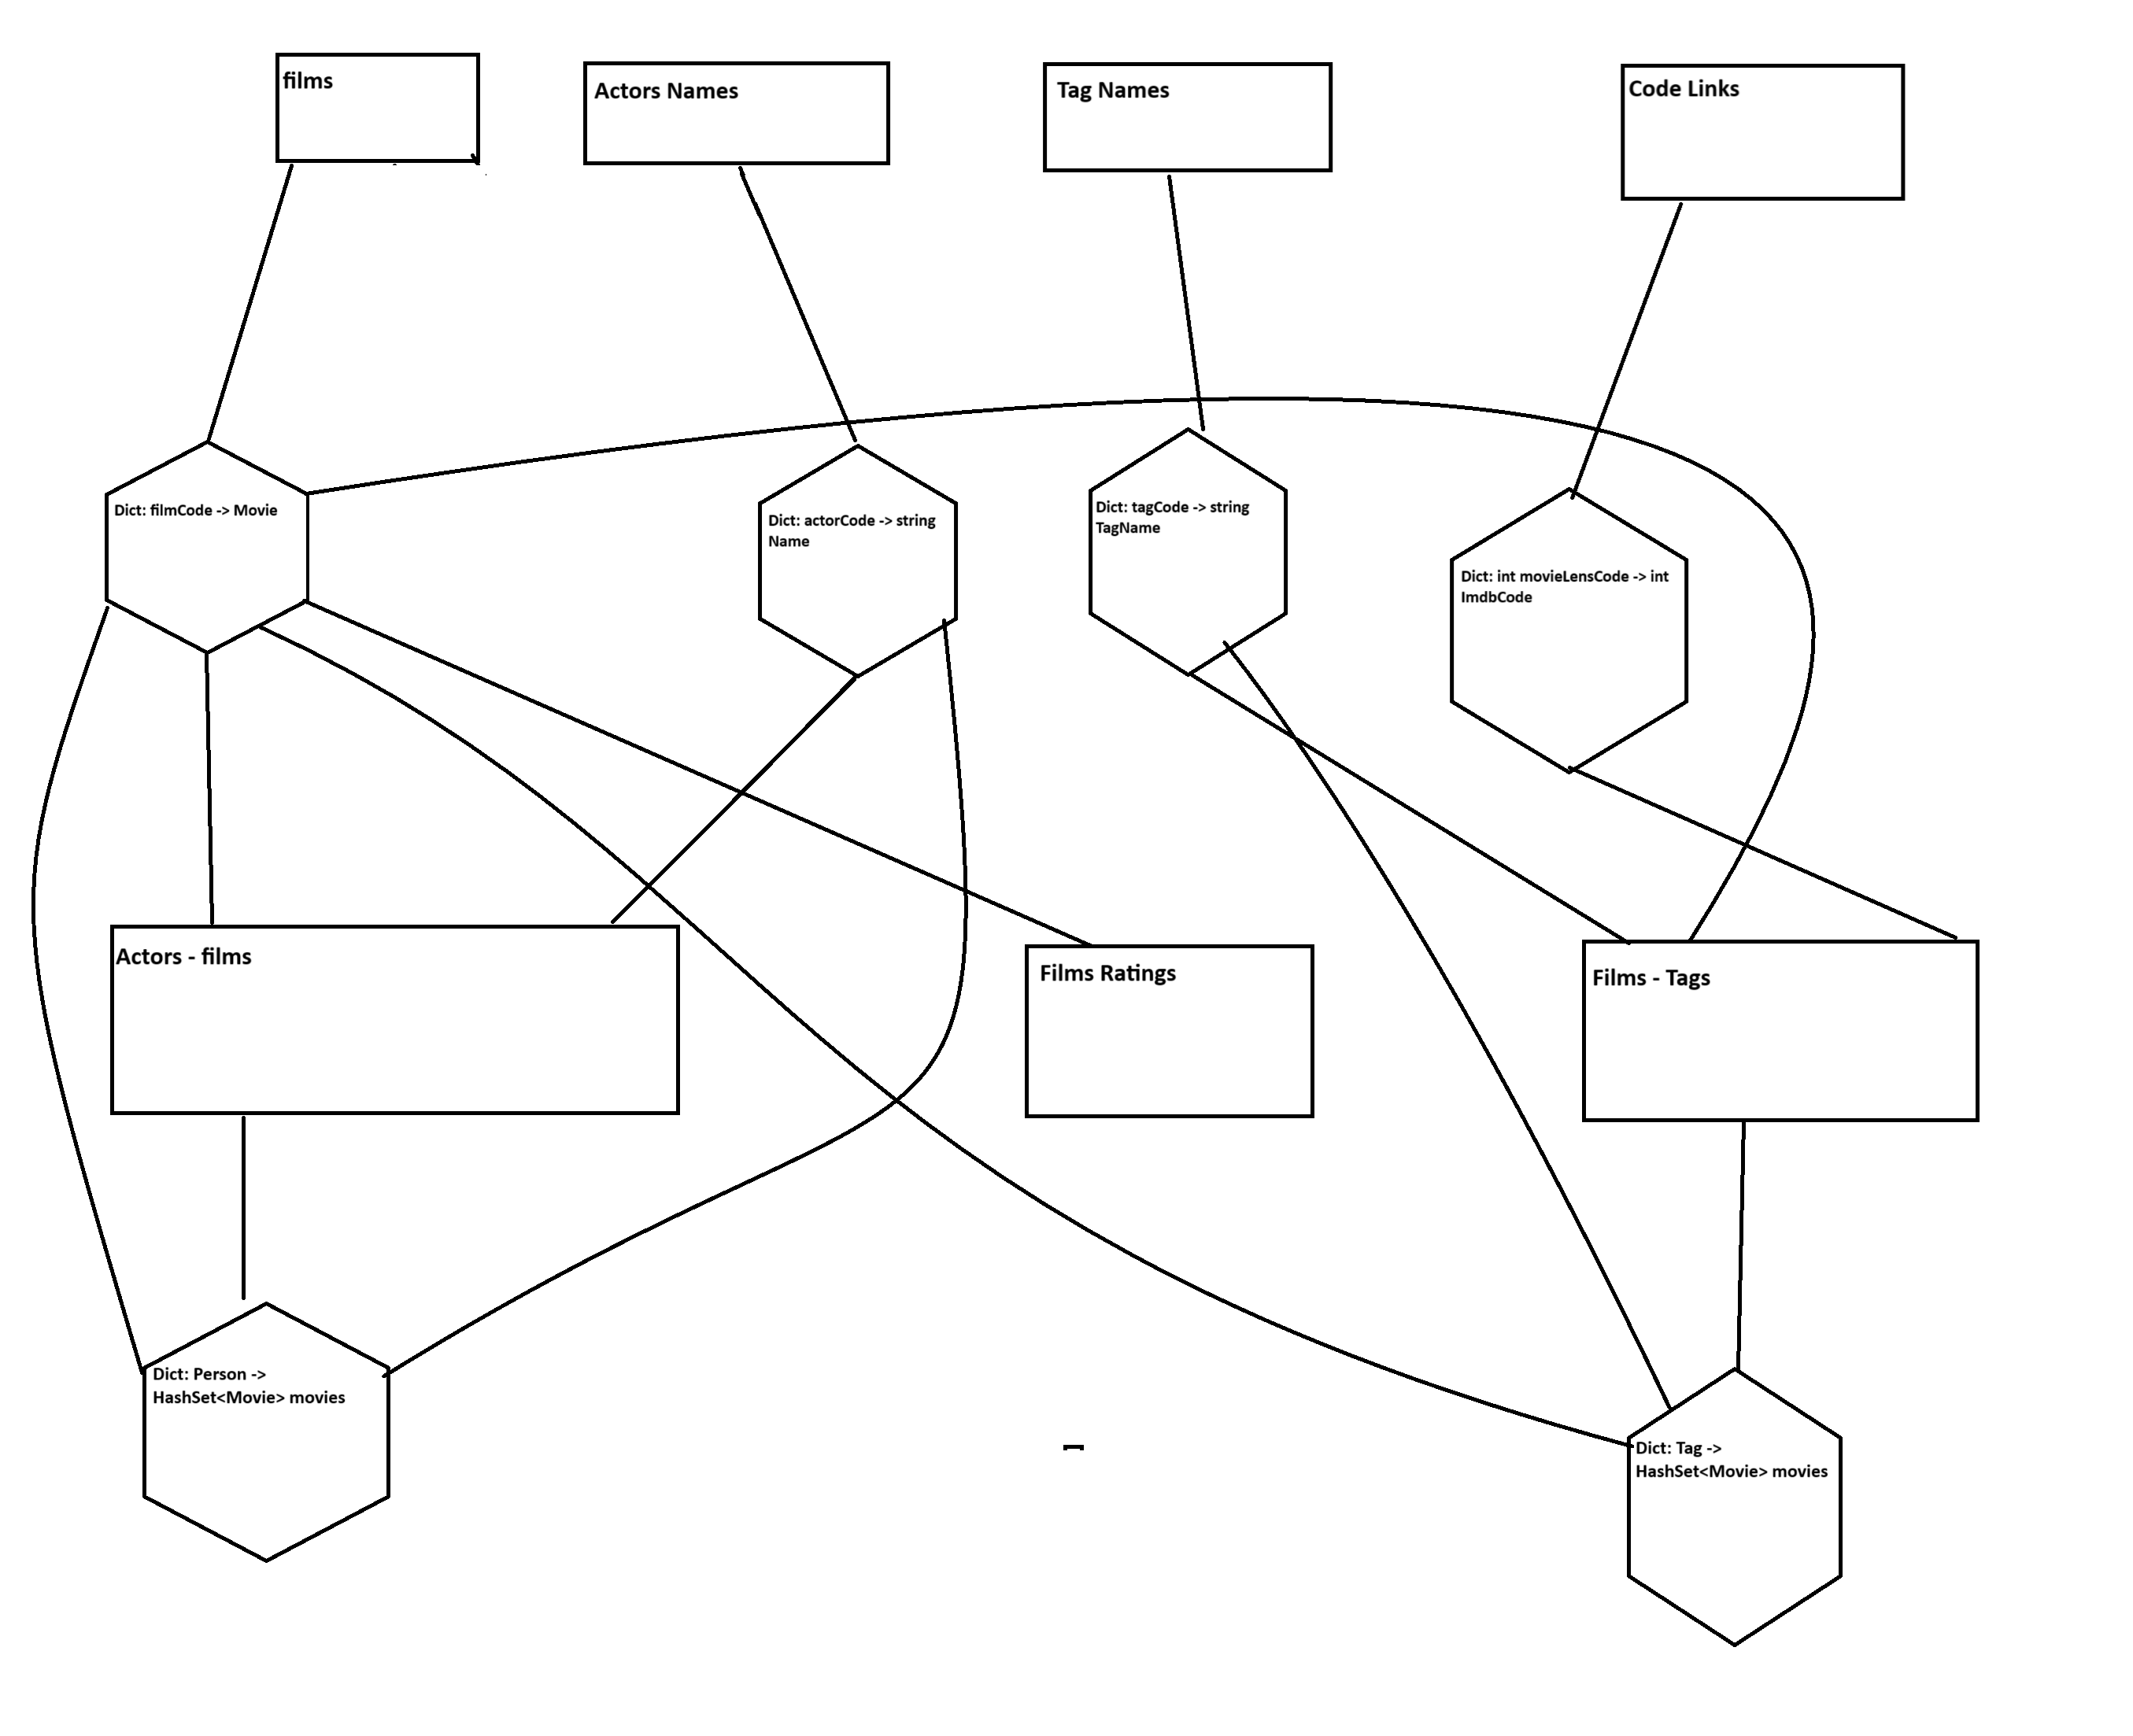 films
Actors Names
Tag Names
Code Links
Dict: filmCode -> Movie
Dict: actorCode -> string
Name
Dict: tagCode -> string
TagName
Dict: int movieLensCode -> int
ImdbCode
Actors - films
Films Ratings
Films - Tags
Dict: Person ->
HashSet<Movie> movies
Dict: Tag ->
HashSet<Movie> movies